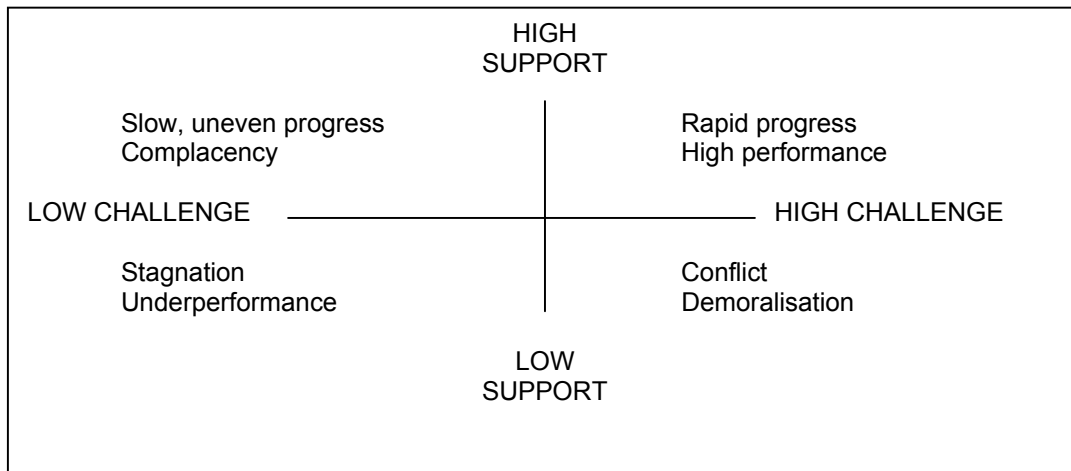 HIGH
SUPPORT
Slow, uneven progress
Complacency
Rapid progress
High performance
LOW CHALLENGE
HIGH CHALLENGE
Stagnation
Underperformance
Conflict
Demoralisation
LOW
SUPPORT